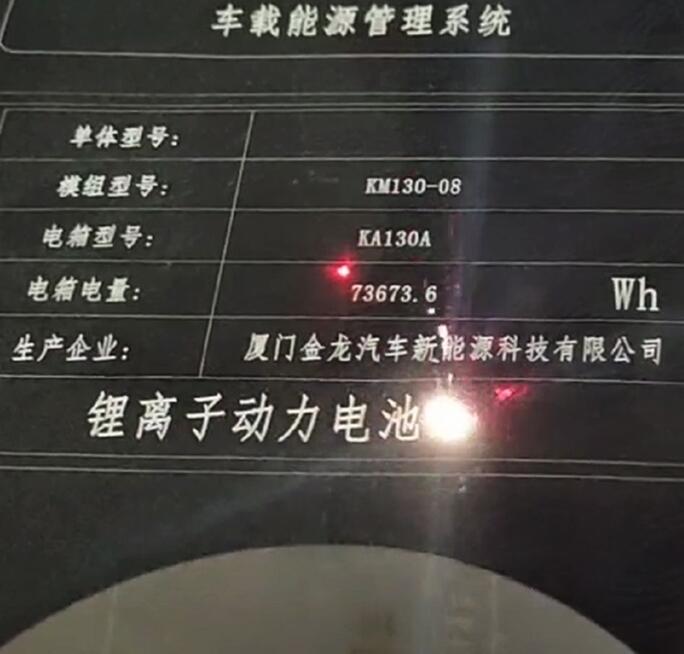 车载能源管理系统
单体型号：
模组型号： KM130-08
电箱型号： KA130A
电箱电量： 73673.6 Wh
生产企业： 厦门金龙汽车新能源科技有限公司
锂离子动力电池